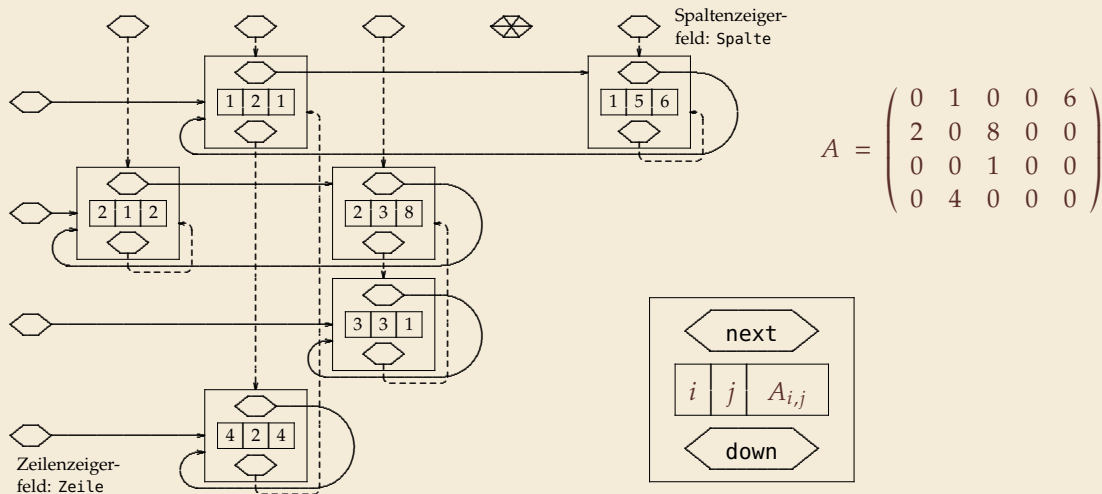 Spaltenzeiger-
feld: Spalte
1 2 1
1 5 6
2 1 2
2 3 8
3 3 1
4 2 4
Zeilenzeiger-
feld: Zeile
A = ( 0 1 0 0 6
2 0 8 0 0
0 0 1 0 0
0 4 0 0 0 )
next
i j A_{i,j}
down